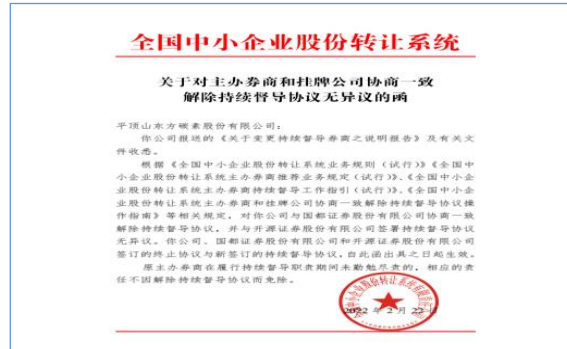 全国中小企业股份转让系统
关于对主办券商和挂牌公司协商一致
解除持续督导协议无异议的函
平顶山东方碳素股份有限公司：
你公司报送的《关于变更持续督导券商之说明报告》及有关文
件收悉。
根据《全国中小企业股份转让系统业务规则（试行）》《全国中
小企业股份转让系统主办券商推荐业务规定（试行）》、《全国中小企
业股份转让系统主办券商持续督导工作指引（试行）》、《全国中小企
业股份转让系统主办券商和挂牌公司协商一致解除持续督导协议操
作指南》等相关规定，对你公司与国都证券股份有限公司协商一致
解除持续督导协议，并与开源证券股份有限公司签署持续督导协议
无异议。你公司、国都证券股份有限公司和开源证券股份有限公司
签订的终止协议与新签订的持续督导协议，自此函出具之日起生效。
原主办券商在履行持续督导职责期间未勤勉尽责的，相应的责
任不因解除持续督导协议而免除。
2022 年 2 月 22 日